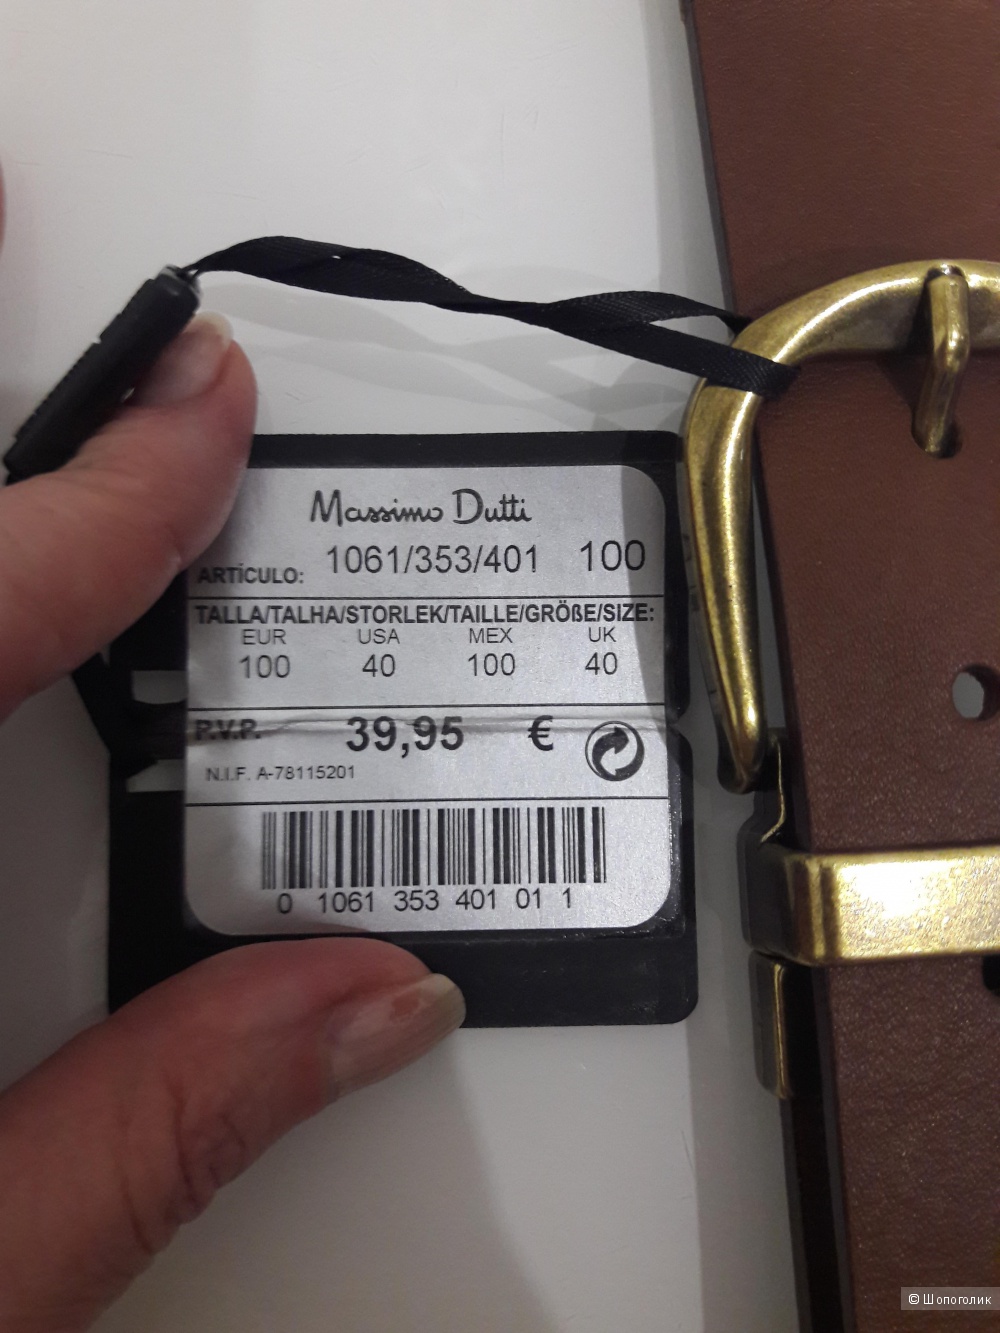 Massimo Dutti
ARTÍCULO: 1061/353/401 100
TALLA/TALHA/STORLEK/TAILLE/GRÖßE/SIZE:
EUR USA MEX UK
100 40 100 40
P.V.P. 39,95 €
N.I.F. A-78115201
0 1061 353 401 01 1
© Шопоголик